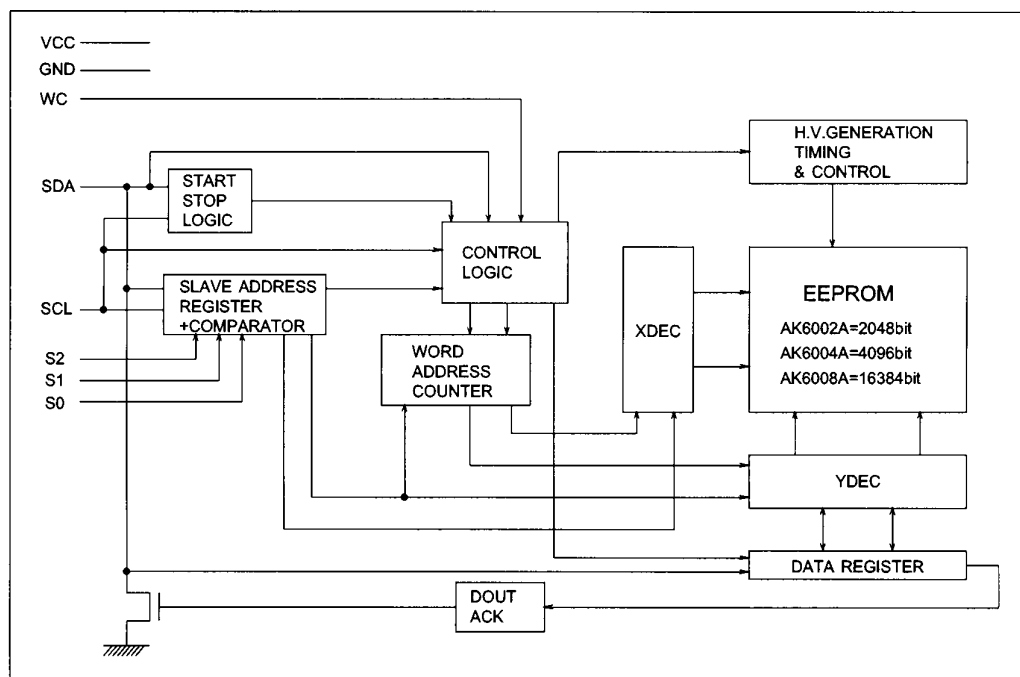 VCC
GND
WC
SDA
SCL
S2
S1
S0
START
STOP
LOGIC
SLAVE ADDRESS
REGISTER
+COMPARATOR
CONTROL
LOGIC
WORD
ADDRESS
COUNTER
XDEC
H.V.GENERATION
TIMING
& CONTROL
EEPROM
AK6002A=2048bit
AK6004A=4096bit
AK6008A=16384bit
YDEC
DATA REGISTER
DOUT
ACK